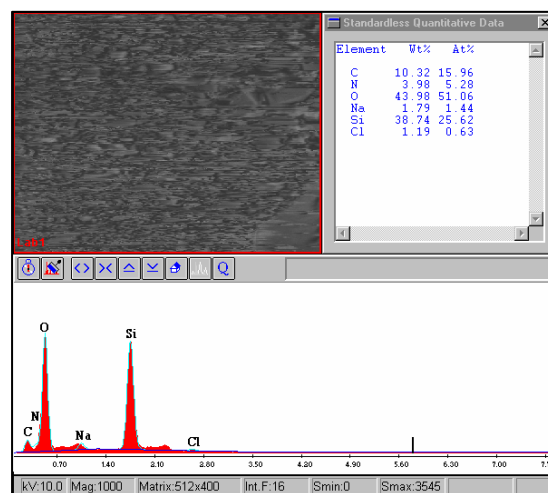 Standardless Quantitative Data
Element Wt% At%
C 10.32 15.96
N 3.98 5.28
O 43.98 51.06
Na 1.79 1.44
Si 38.74 25.62
Cl 1.19 0.63
Q
O
Si
N
C
Na
Cl
0.70 1.40 2.10 2.80 3.50 4.20 4.90 5.60 6.30 7.00
kV:10.0 Mag:1000 Matrix:512x400 Int.F:16 Smin:0 Smax:3545